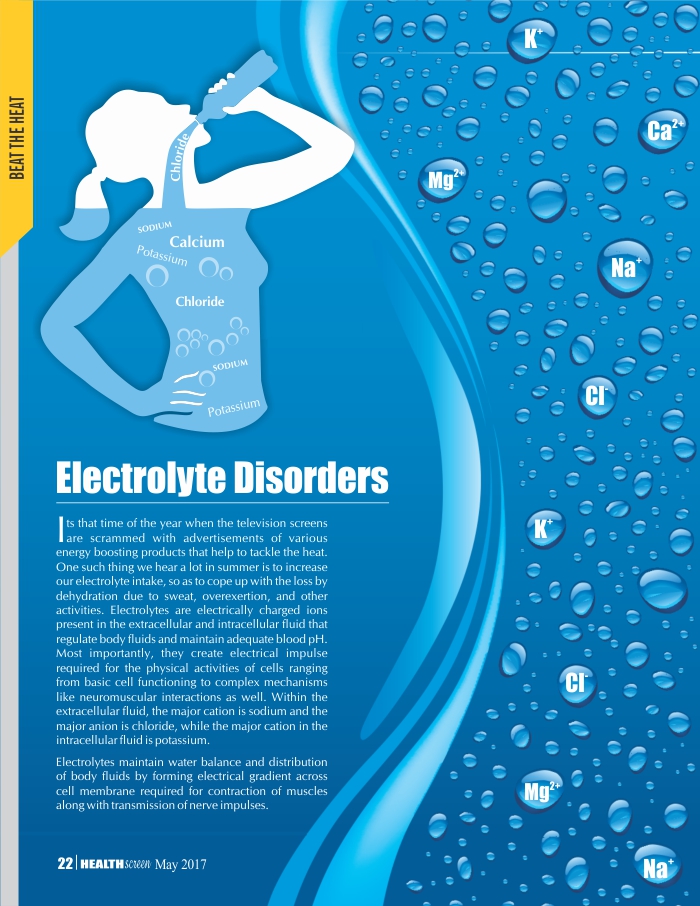 BEAT THE HEAT
Chloride
SODIUM
Calcium
Potassium
Chloride
SODIUM
Potassium
K+
Ca2+
Mg2+
Na+
Cl-
K+
Cl-
Mg2+
Na+
Electrolyte Disorders
Its that time of the year when the television screens
are scrammed with advertisements of various
energy boosting products that help to tackle the heat.
One such thing we hear a lot in summer is to increase
our electrolyte intake, so as to cope up with the loss by
dehydration due to sweat, overexertion, and other
activities. Electrolytes are electrically charged ions
present in the extracellular and intracellular fluid that
regulate body fluids and maintain adequate blood pH.
Most importantly, they create electrical impulse
required for the physical activities of cells ranging
from basic cell functioning to complex mechanisms
like neuromuscular interactions as well. Within the
extracellular fluid, the major cation is sodium and the
major anion is chloride, while the major cation in the
intracellular fluid is potassium.
Electrolytes maintain water balance and distribution
of body fluids by forming electrical gradient across
cell membrane required for contraction of muscles
along with transmission of nerve impulses.
22 | HEALTHscreen May 2017